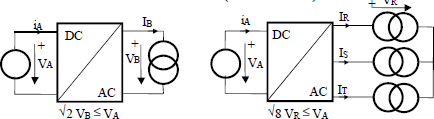 iA
+
VA
DC
AC
IB
+
VB
√2 VB ≤ VA
iA
+
VA
DC
AC
+ VR
IR
IS
IT
√8 VR ≤ VA